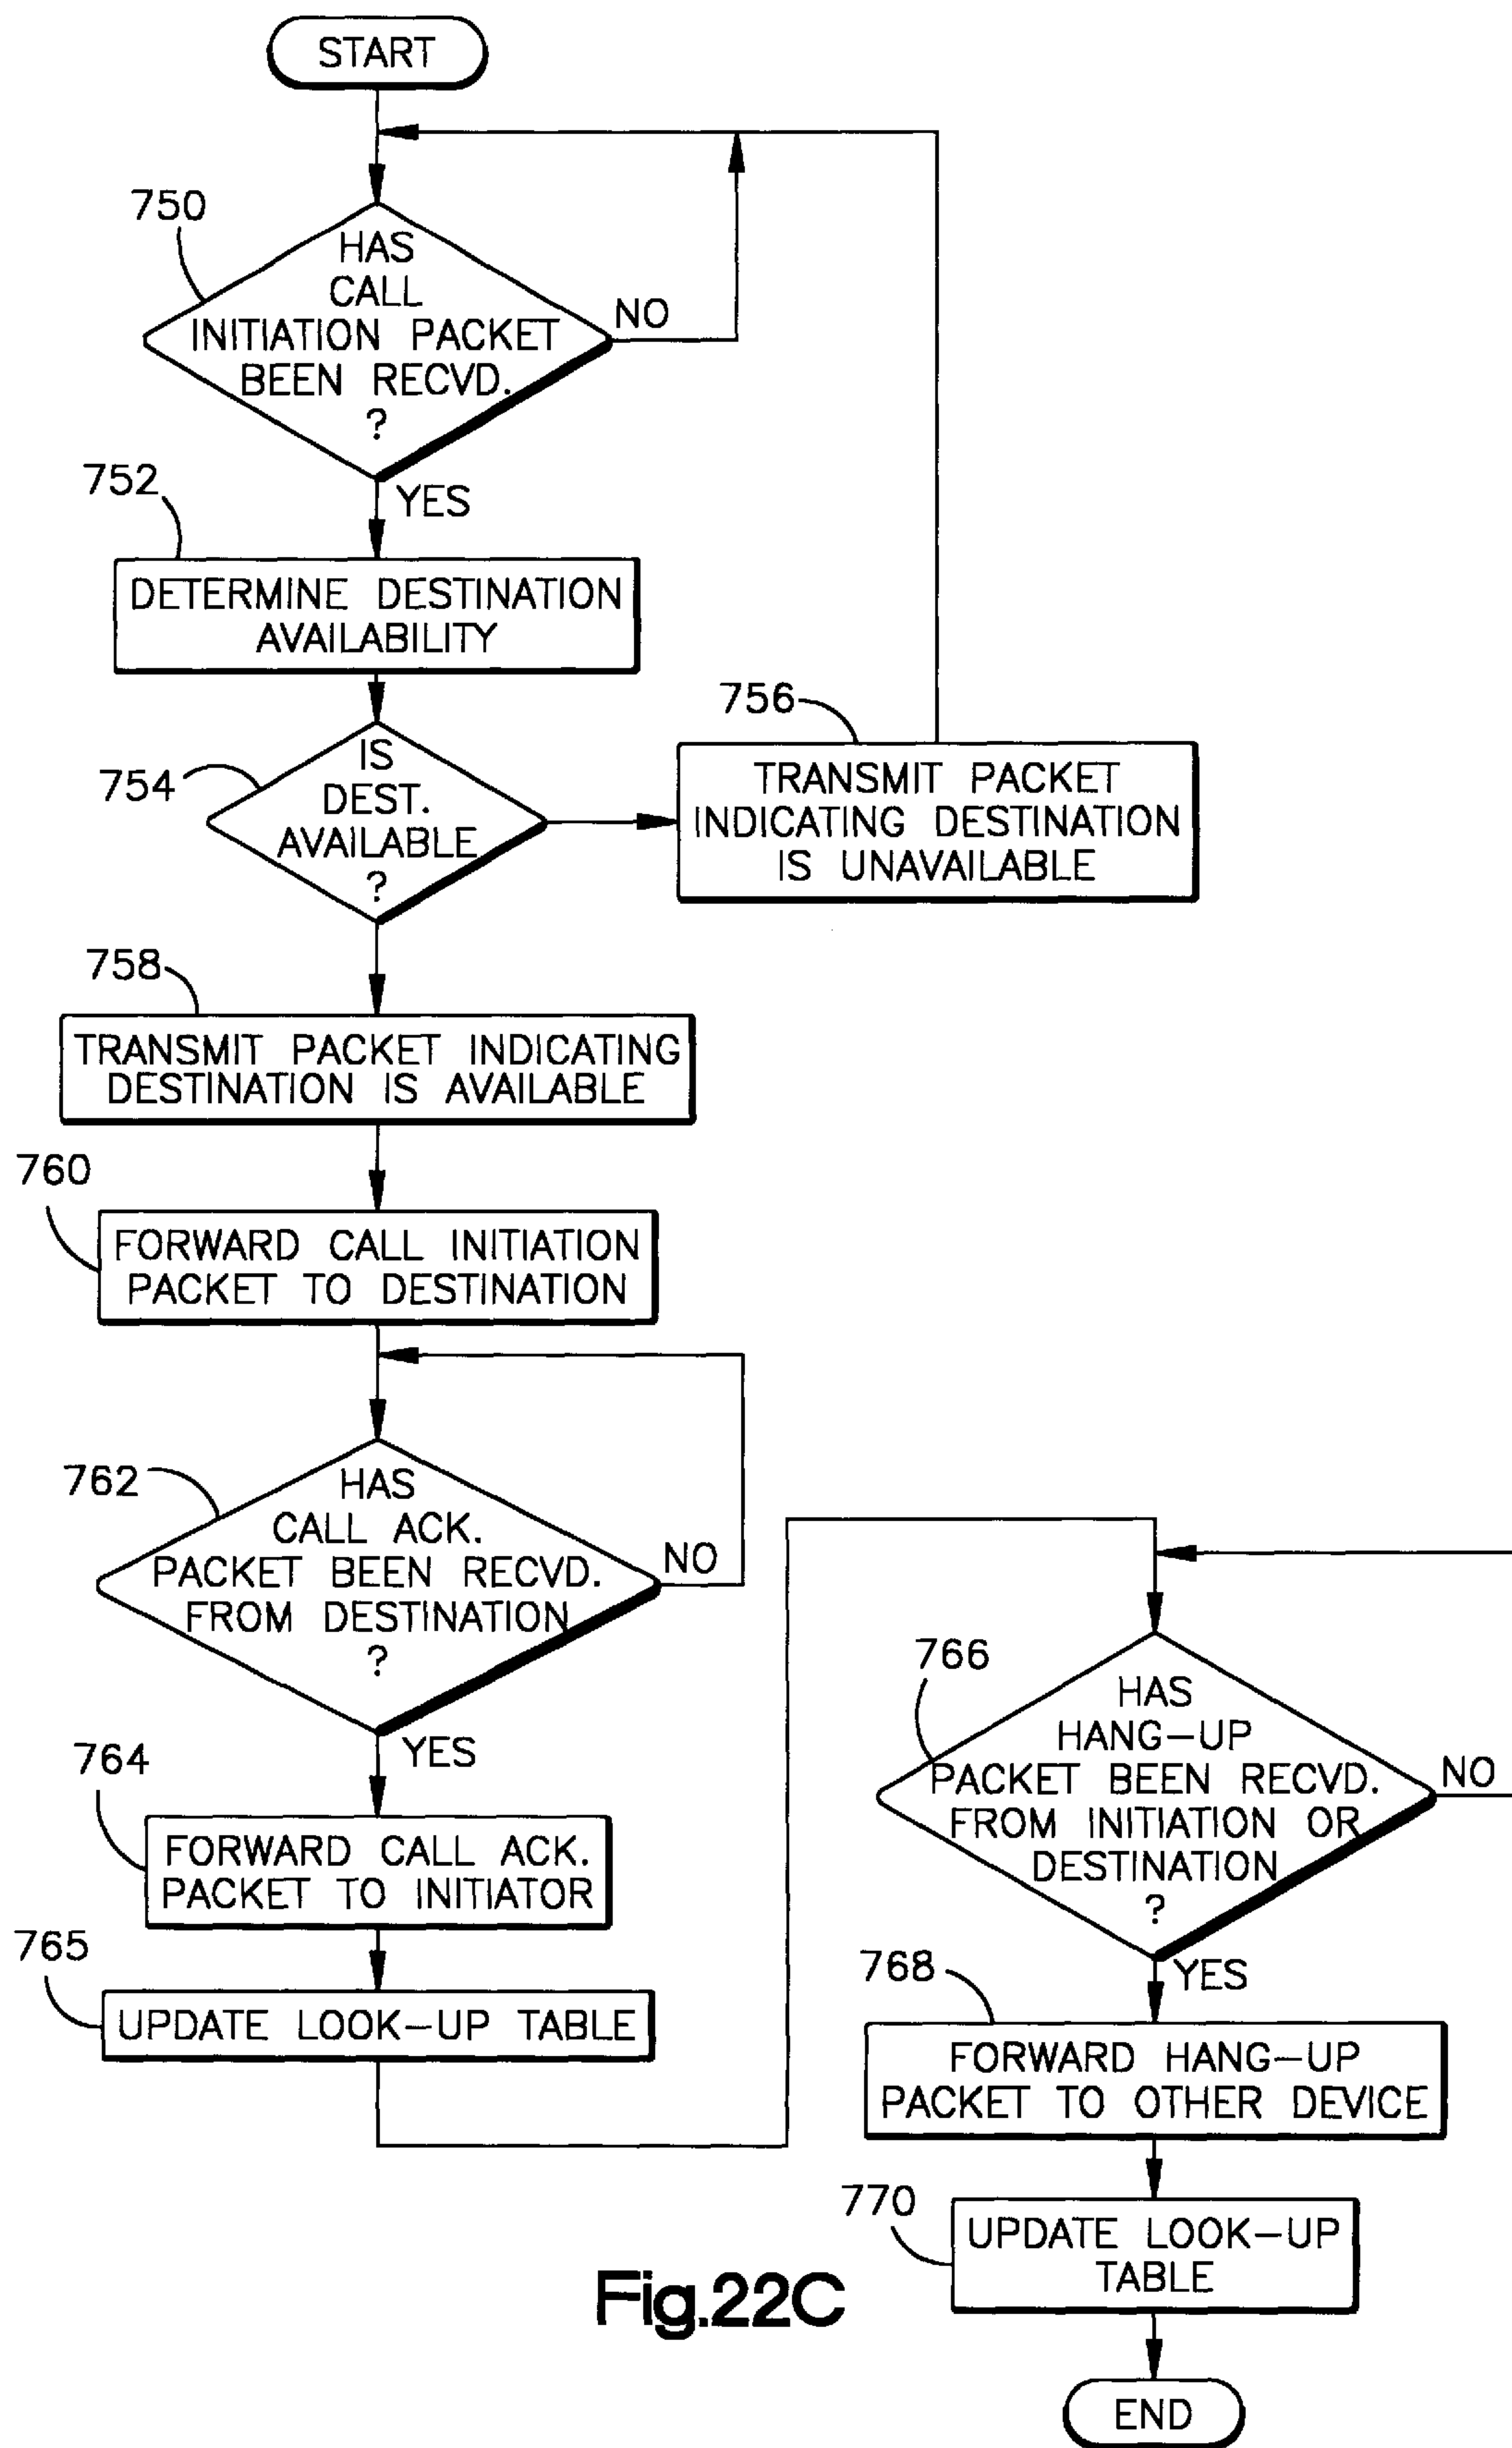 START
750
HAS
CALL
INITIATION PACKET
BEEN RECVD.
?
NO
YES
752
DETERMINE DESTINATION
AVAILABILITY
754
IS
DEST.
AVAILABLE
?
756
TRANSMIT PACKET
INDICATING DESTINATION
IS UNAVAILABLE
758
TRANSMIT PACKET INDICATING
DESTINATION IS AVAILABLE
760
FORWARD CALL INITIATION
PACKET TO DESTINATION
762
HAS
CALL ACK.
PACKET BEEN RECVD.
FROM DESTINATION
?
NO
YES
764
FORWARD CALL ACK.
PACKET TO INITIATOR
765
UPDATE LOOK-UP TABLE
766
HAS
HANG-UP
PACKET BEEN RECVD.
FROM INITIATION OR
DESTINATION
?
NO
YES
768
FORWARD HANG-UP
PACKET TO OTHER DEVICE
770
UPDATE LOOK-UP
TABLE
END
Fig.22C